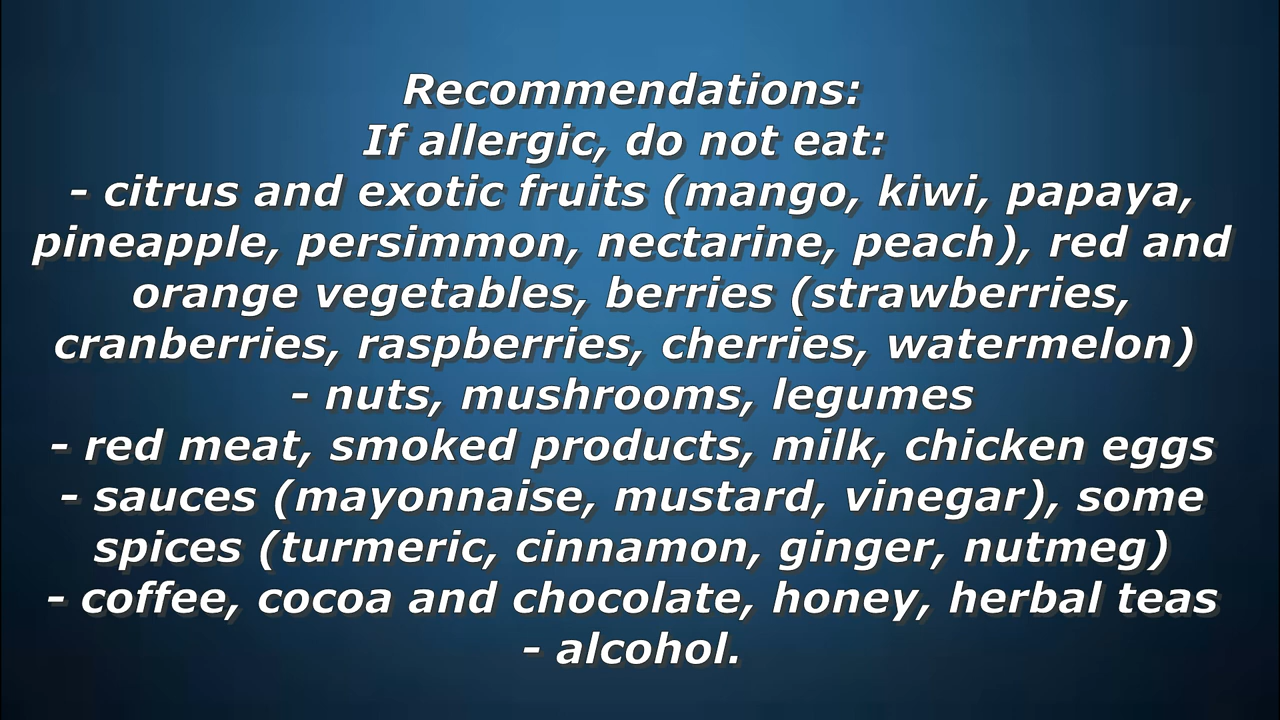 Recommendations:
If allergic, do not eat:
- citrus and exotic fruits (mango, kiwi, papaya,
pineapple, persimmon, nectarine, peach), red and
orange vegetables, berries (strawberries,
cranberries, raspberries, cherries, watermelon)
- nuts, mushrooms, legumes
- red meat, smoked products, milk, chicken eggs
- sauces (mayonnaise, mustard, vinegar), some
spices (turmeric, cinnamon, ginger, nutmeg)
- coffee, cocoa and chocolate, honey, herbal teas
- alcohol.